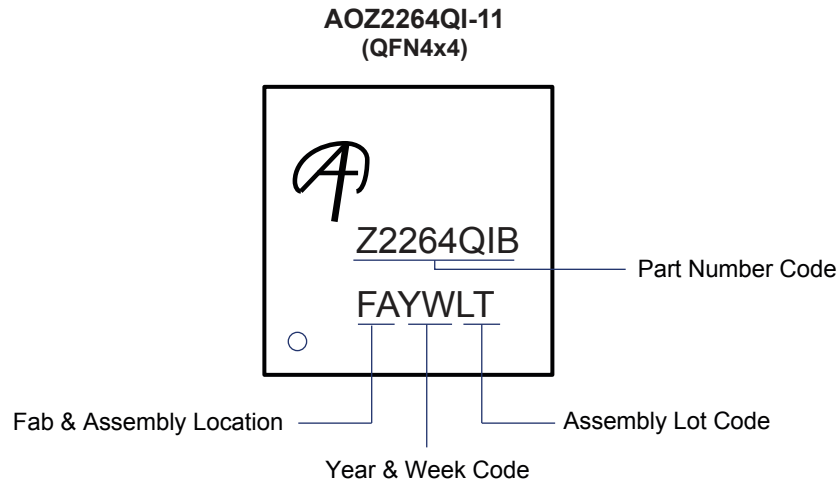 AOZ2264QI-11
(QFN4x4)
Z2264QIB
Part Number Code
FAYWLT
Fab & Assembly Location
Assembly Lot Code
Year & Week Code